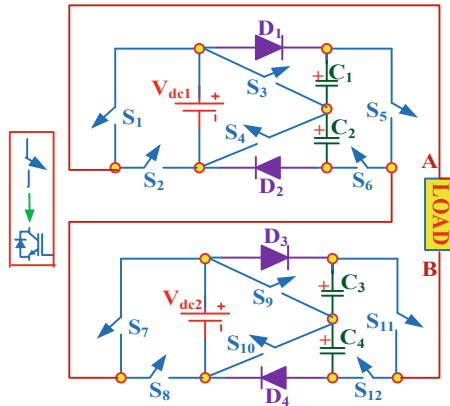 D1
Vdc1
+
-
S1
S2
S3
S4
+ C1
+ C2
S5
S6
D2
A
LOAD
B
D3
Vdc2
+
-
S7
S8
S9
S10
+ C3
+ C4
S11
S12
D4